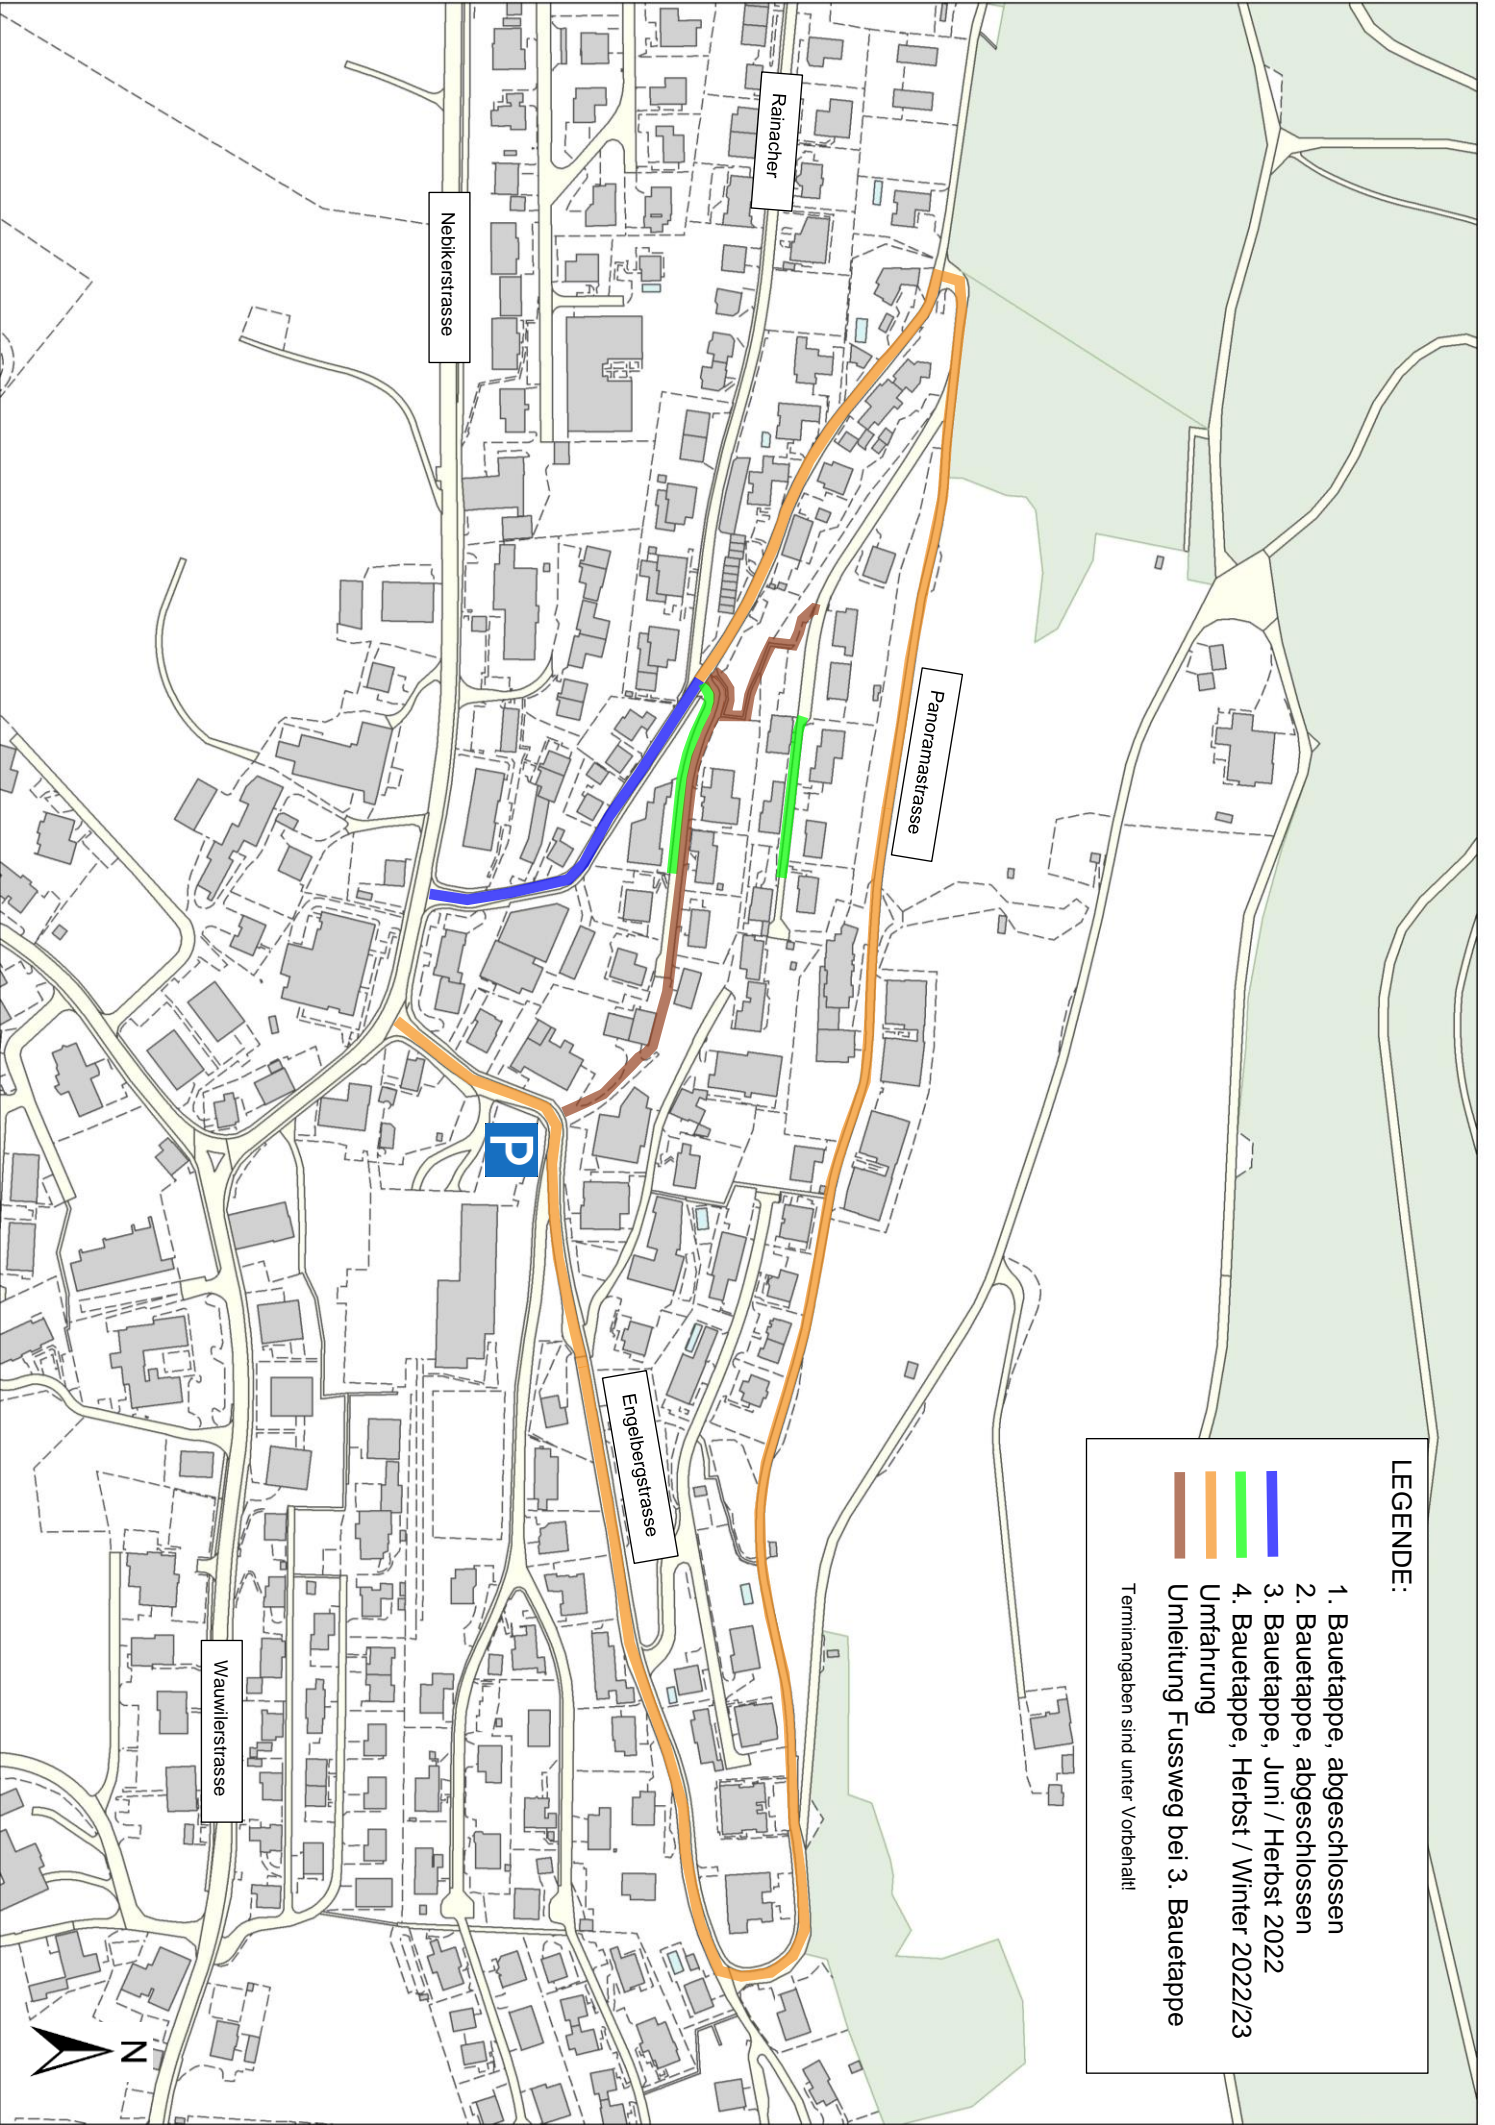 LEGENDE:
1. Bauetappe, abgeschlossen
2. Bauetappe, abgeschlossen
3. Bauetappe, Juni / Herbst 2022
4. Bauetappe, Herbst / Winter 2022/23
Umfahrung
Umleitung Fussweg bei 3. Bauetappe
Terminangaben sind unter Vorbehalt!
Panoramastrasse
Rainacher
Engelbergstrasse
P
Nebikerstrasse
Wauwilerstrasse
N